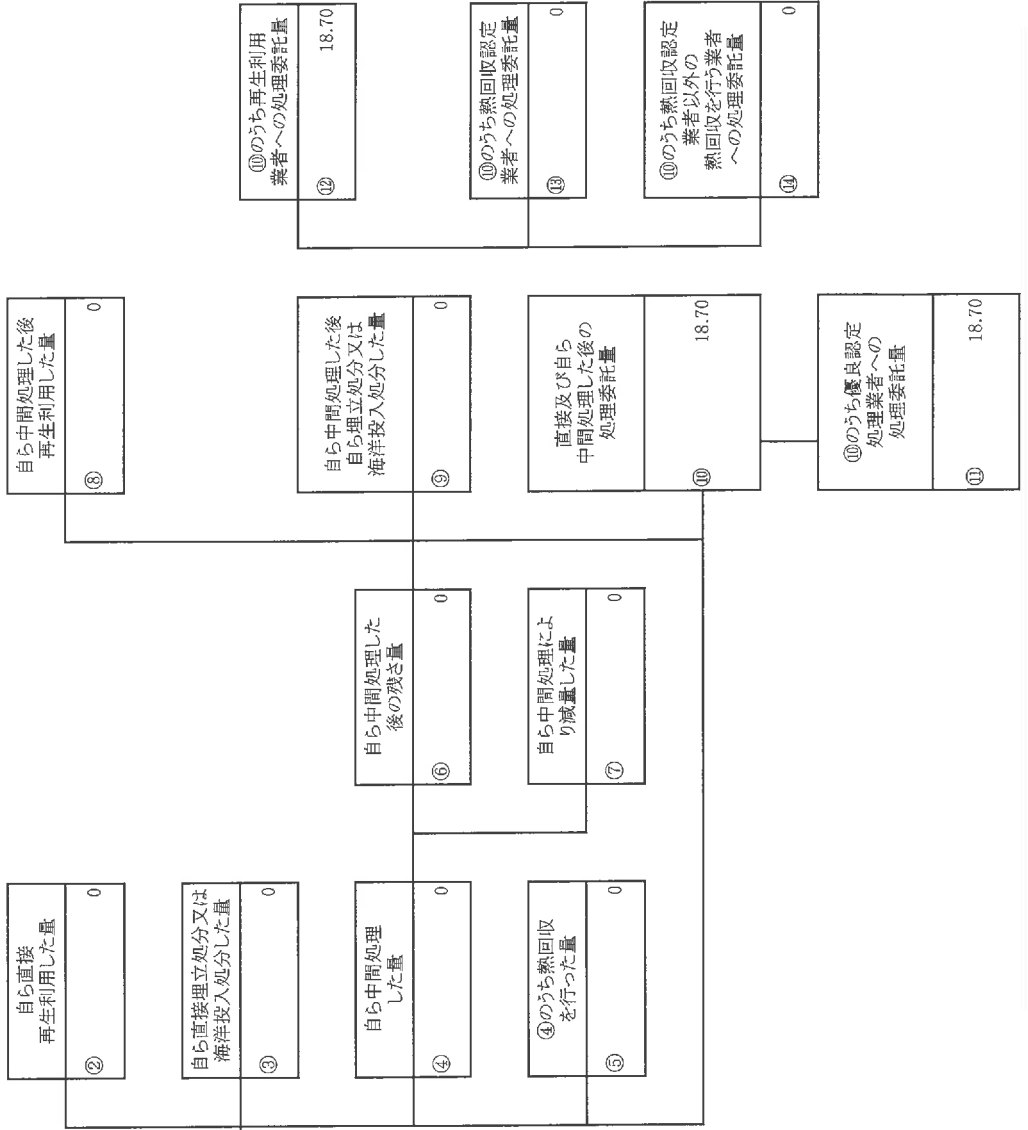 自ら直接
再生利用した量
② 0
自ら直接埋立処分又は
海洋投入処分した量
③ 0
自ら中間処理
した量
④ 0
④のうち熱回収
を行った量
⑤ 0
自ら中間処理した
後の残さ量
⑥ 0
自ら中間処理によ
り減量した量
⑦ 0
自ら中間処理した後
再生利用した量
⑧ 0
自ら中間処理した後
自ら埋立処分又は
海洋投入処分した量
⑨ 0
直接及び自ら
中間処理した後の
処理委託量
⑩ 18.70
⑩のうち優良認定
処理業者への
処理委託量
⑪ 18.70
⑩のうち再生利用
業者への処理委託量
⑫ 18.70
⑩のうち熱回収認定
業者への処理委託量
⑬ 0
⑩のうち熱回収認定
業者以外の
熱回収を行う業者
への処理委託量
⑭ 0